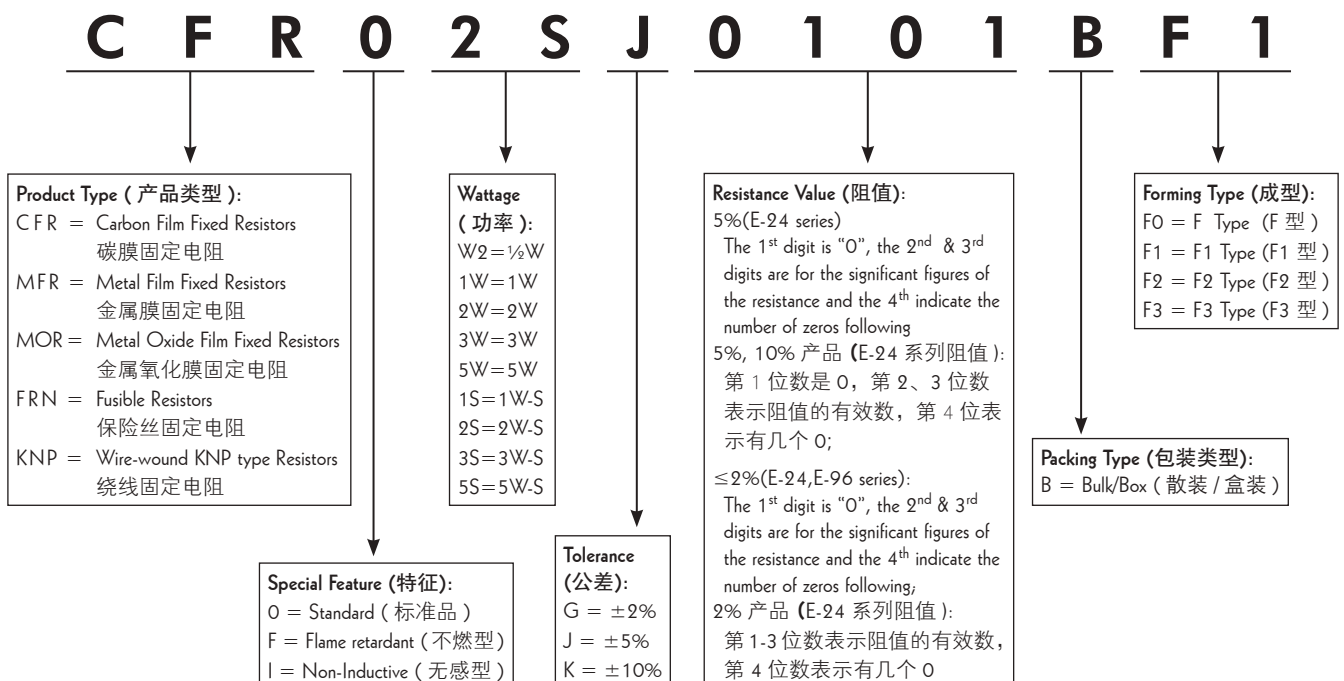 C F R 0 2 S J 0 1 0 1 B F 1
Product Type ( 产品类型 ):
CFR = Carbon Film Fixed Resistors
碳膜固定电阻
MFR = Metal Film Fixed Resistors
金属膜固定电阻
MOR = Metal Oxide Film Fixed Resistors
金属氧化膜固定电阻
FRN = Fusible Resistors
保险丝固定电阻
KNP = Wire-wound KNP type Resistors
绕线固定电阻
Special Feature (特征):
0 = Standard ( 标准品 )
F = Flame retardant ( 不燃型 )
I = Non-Inductive ( 无感型 )
Wattage
( 功率 ):
W2=½W
1W=1W
2W=2W
3W=3W
5W=5W
1S=1W-S
2S=2W-S
3S=3W-S
5S=5W-S
Tolerance
(公差):
G = ±2%
J = ±5%
K = ±10%
Resistance Value (阻值):
5%(E-24 series)
The 1st digit is "0", the 2nd & 3rd
digits are for the significant figures of
the resistance and the 4th indicate the
number of zeros following
5%, 10% 产品 (E-24 系列阻值 ):
第 1 位数是 0，第 2、3 位数
表示阻值的有效数，第 4 位表
示有几个 0;
≤2%(E-24,E-96 series):
The 1st digit is "0", the 2nd & 3rd
digits are for the significant figures of
the resistance and the 4th indicate the
number of zeros following;
2% 产品 (E-24 系列阻值 ):
第 1-3 位数表示阻值的有效数，
第 4 位数表示有几个 0
Packing Type (包装类型):
B = Bulk/Box ( 散装 / 盒装 )
Forming Type (成型):
F0 = F Type (F 型 )
F1 = F1 Type (F1 型 )
F2 = F2 Type (F2 型 )
F3 = F3 Type (F3 型 )